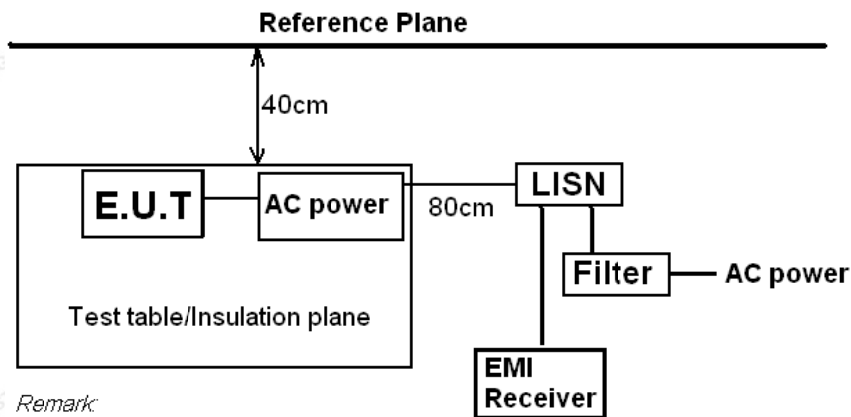 Reference Plane
40cm
E.U.T
AC power
80cm
LISN
Filter
AC power
Test table/Insulation plane
EMI
Receiver
Remark: